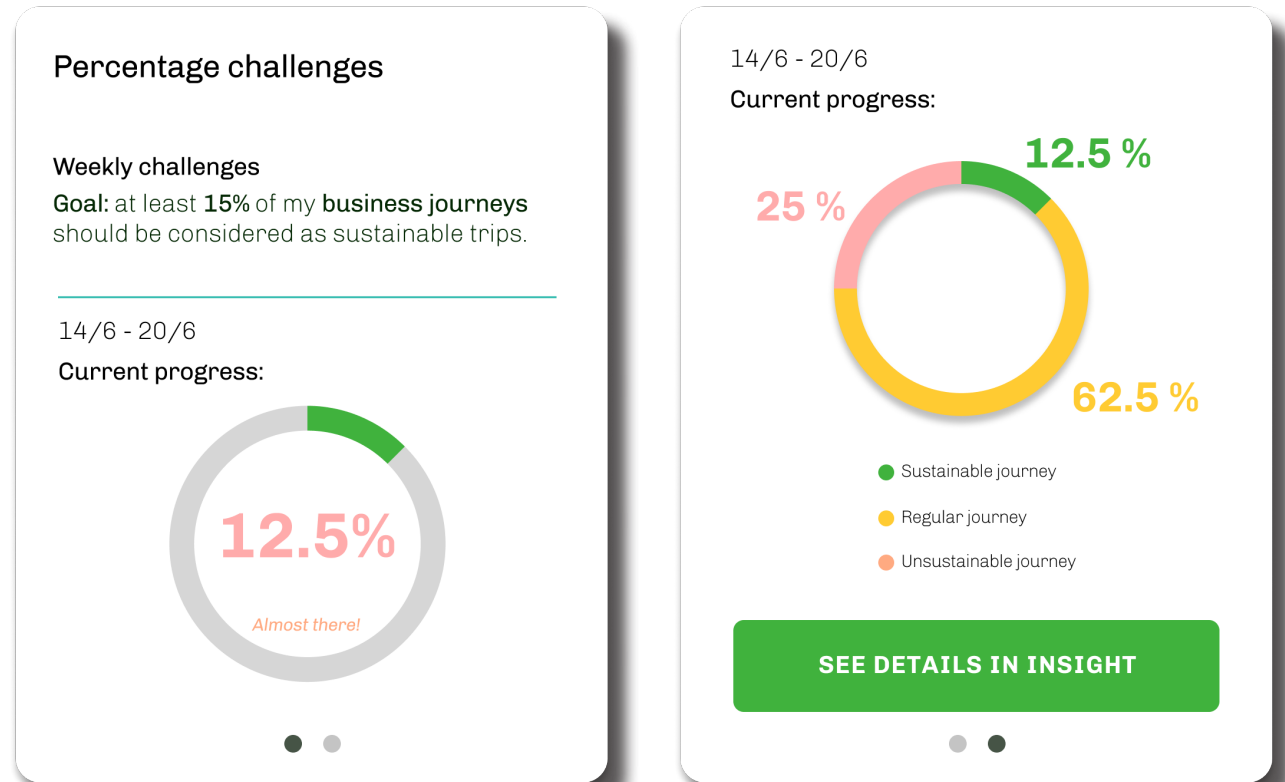 Percentage challenges
Weekly challenges
Goal: at least 15% of my business journeys
should be considered as sustainable trips.
14/6 - 20/6
Current progress:
12.5%
Almost there!
14/6 - 20/6
Current progress:
12.5 %
25 %
62.5 %
Sustainable journey
Regular journey
Unsustainable journey
SEE DETAILS IN INSIGHT